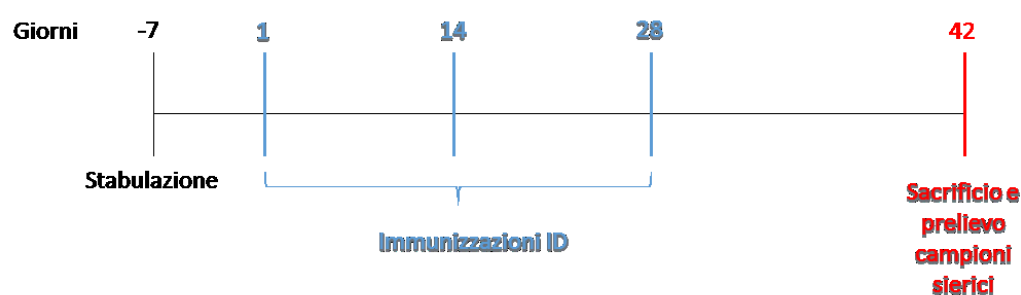 Giorni -7 1 14 28 42
Stabulazione
Immunizzazioni ID
Sacrificio e
prelievo
campioni
sierici